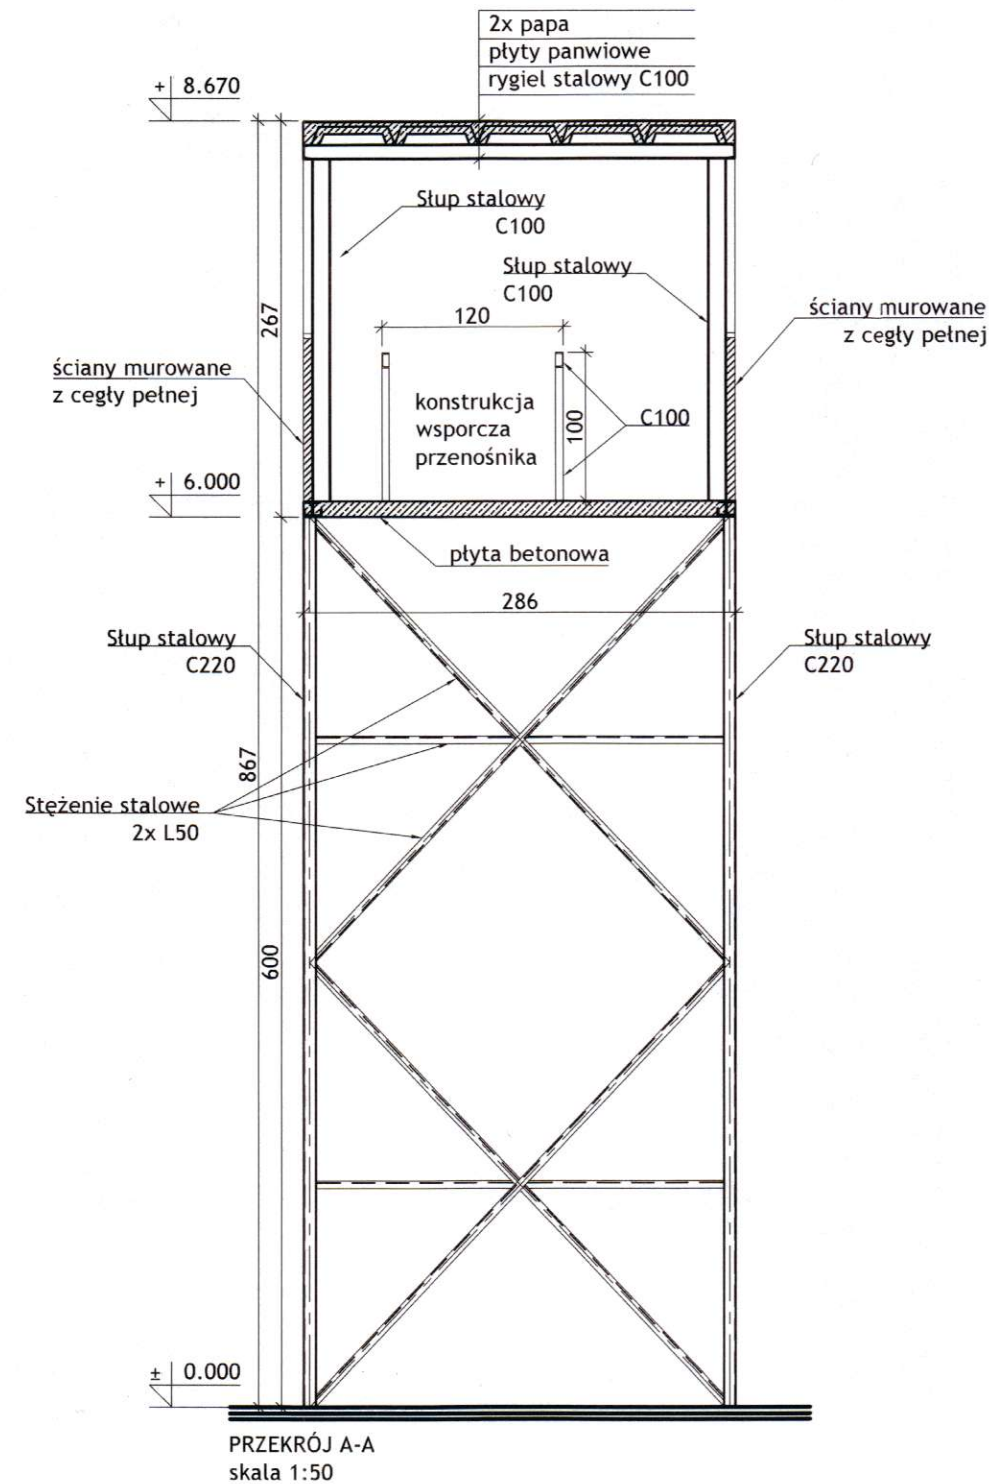 2x papa
płyty panwiowe
rygiel stalowy C100
+ 8.670
Słup stalowy
C100
Słup stalowy
C100
267
120
ściany murowane
z cegły pełnej
ściany murowane
z cegły pełnej
konstrukcja
wsporcza
przenośnika
100
C100
+ 6.000
płyta betonowa
286
Słup stalowy
C220
Słup stalowy
C220
867
Stężenie stalowe
2x L50
600
± 0.000
PRZEKRÓJ A-A
skala 1:50